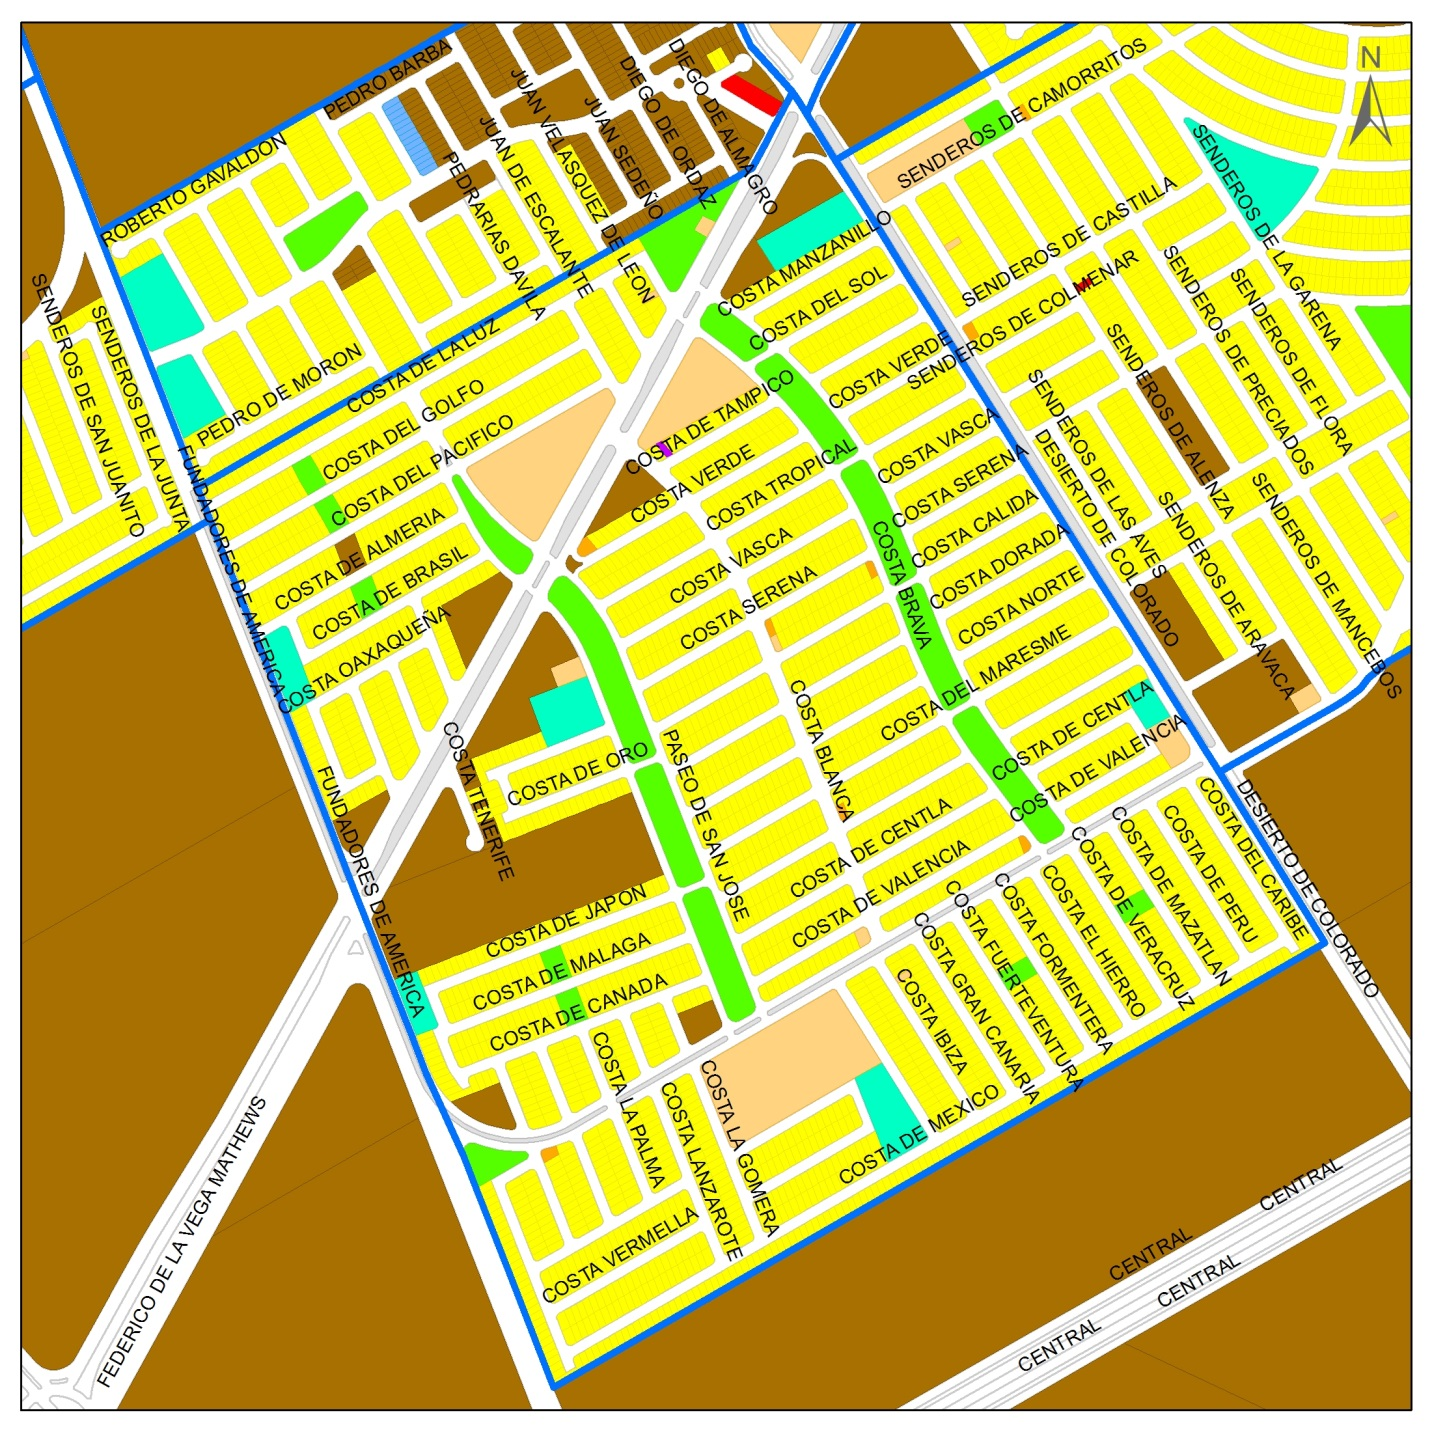 N
PEDRO BARBA
DIEGO DE ALMAGRO
DIEGO DE ORDAZ
JUAN VELASQUEZ DE LEON
JUAN SEDEÑO
JUAN DE ESCALANTE
PEDRARIAS DAVILA
ROBERTO GAVALDON
SENDEROS DE CAMORRITOS
SENDEROS DE LAGARENA
SENDEROS DE CASTILLA
SENDEROS DE COLMENAR
SENDEROS DE PRECIADOS
SENDEROS DE FLORA
SENDEROS DE ALENZA
SENDEROS DE LAS AVES
SENDEROS DE ARAVACA
SENDEROS DE MANCEBOS
DESIERTO DE COLORADO
SENDEROS DE SAN JUANITO
SENDEROS DE LA JUNTA
PEDRO DE MORON
COSTA DE LA LUZ
COSTA DEL GOLFO
COSTA DEL PACIFICO
COSTA DE ALMERIA
COSTA DE BRASIL
COSTA OAXAQUEÑA
FUNDADORES DE AMERICA
COSTA MANZANILLO
COSTA DEL SOL
COSTA VERDE
COSTA DE TAMPICO
COSTA VERDE
COSTA TROPICAL
COSTA VASCA
COSTA SERENA
COSTA CALIDA
COSTA DORADA
COSTA NORTE
COSTA DEL MARESME
COSTA DE CENTLA
COSTA DE VALENCIA
COSTA VASCA
COSTA SERENA
COSTA BRAVA
COSTA BLANCA
PASEO DE SAN JOSE
COSTA DE ORO
COSTA TENERIFE
FUNDADORES DE AMERICA
COSTA DE CENTLA
COSTA DE VALENCIA
COSTA DE JAPON
COSTA DE MALAGA
COSTA DE CANADA
COSTA DEL CARIBE
COSTA DE PERU
COSTA DE MAZATLAN
COSTA DE VERACRUZ
COSTA EL HIERRO
COSTA FORMENTERA
COSTA FUERTEVENTURA
COSTA GRAN CANARIA
COSTA IBIZA
DESIERTO DE COLORADO
COSTA LA PALMA
COSTA LANZAROTE
COSTA LA GOMERA
COSTA DE MEXICO
COSTA VERMELLA
FEDERICO DE LA VEGA MATHEWS
CENTRAL
CENTRAL
CENTRAL
CENTRAL